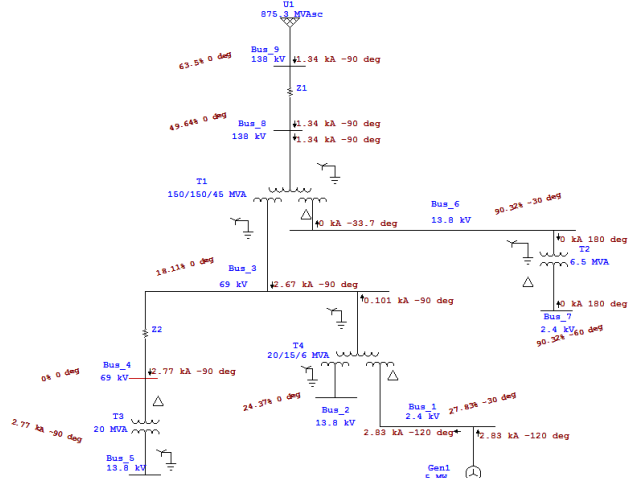 U1
875.3 MVAsc
Bus_9
138 kV
63.5% 0 deg
1.34 kA -90 deg
Z1
49.64% 0 deg
Bus_8
138 kV
1.34 kA -90 deg
1.34 kA -90 deg
T1
150/150/45 MVA
Bus_6
13.8 kV
90.32% -30 deg
0 kA -33.7 deg
0 kA 180 deg
T2
6.5 MVA
18.11% 0 deg
Bus_3
69 kV
2.67 kA -90 deg
0.101 kA -90 deg
0 kA 180 deg
Bus_7
2.4 kV
90.32% -60 deg
Z2
T4
20/15/6 MVA
Bus_4
69 kV
0% 0 deg
2.77 kA -90 deg
24.37% 0 deg
Bus_2
13.8 kV
Bus_1
2.4 kV
27.83% -30 deg
2.77 kA -90 deg
T3
20 MVA
2.83 kA -120 deg
2.83 kA -120 deg
Bus_5
13.8 kV
Gen1
5 MW